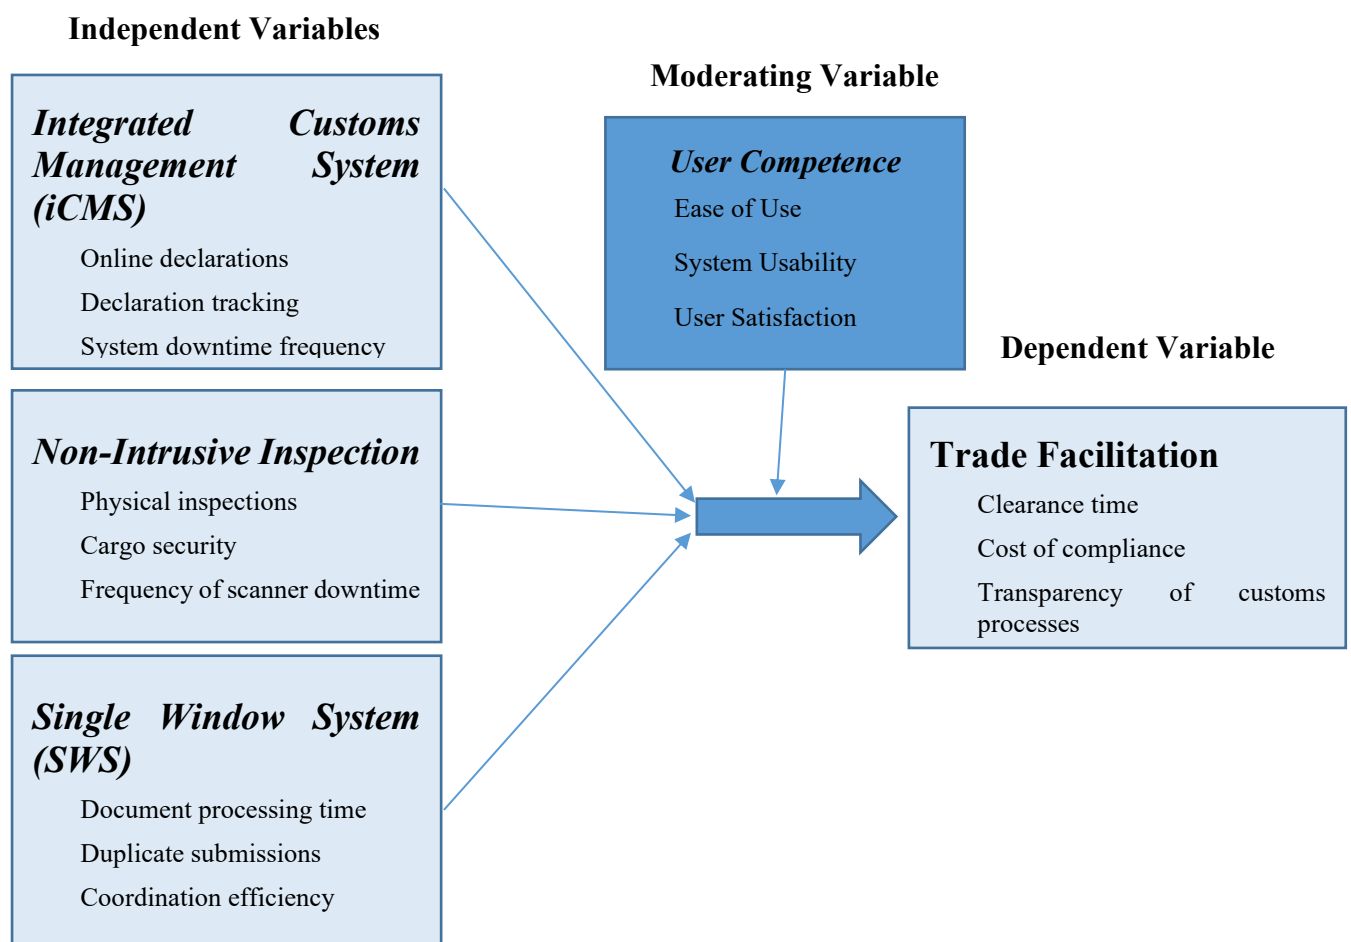 Independent Variables
Integrated Customs
Management System
(iCMS)
Online declarations
Declaration tracking
System downtime frequency
Non-Intrusive Inspection
Physical inspections
Cargo security
Frequency of scanner downtime
Single Window System
(SWS)
Document processing time
Duplicate submissions
Coordination efficiency
Moderating Variable
User Competence
Ease of Use
System Usability
User Satisfaction
Dependent Variable
Trade Facilitation
Clearance time
Cost of compliance
Transparency of customs
processes